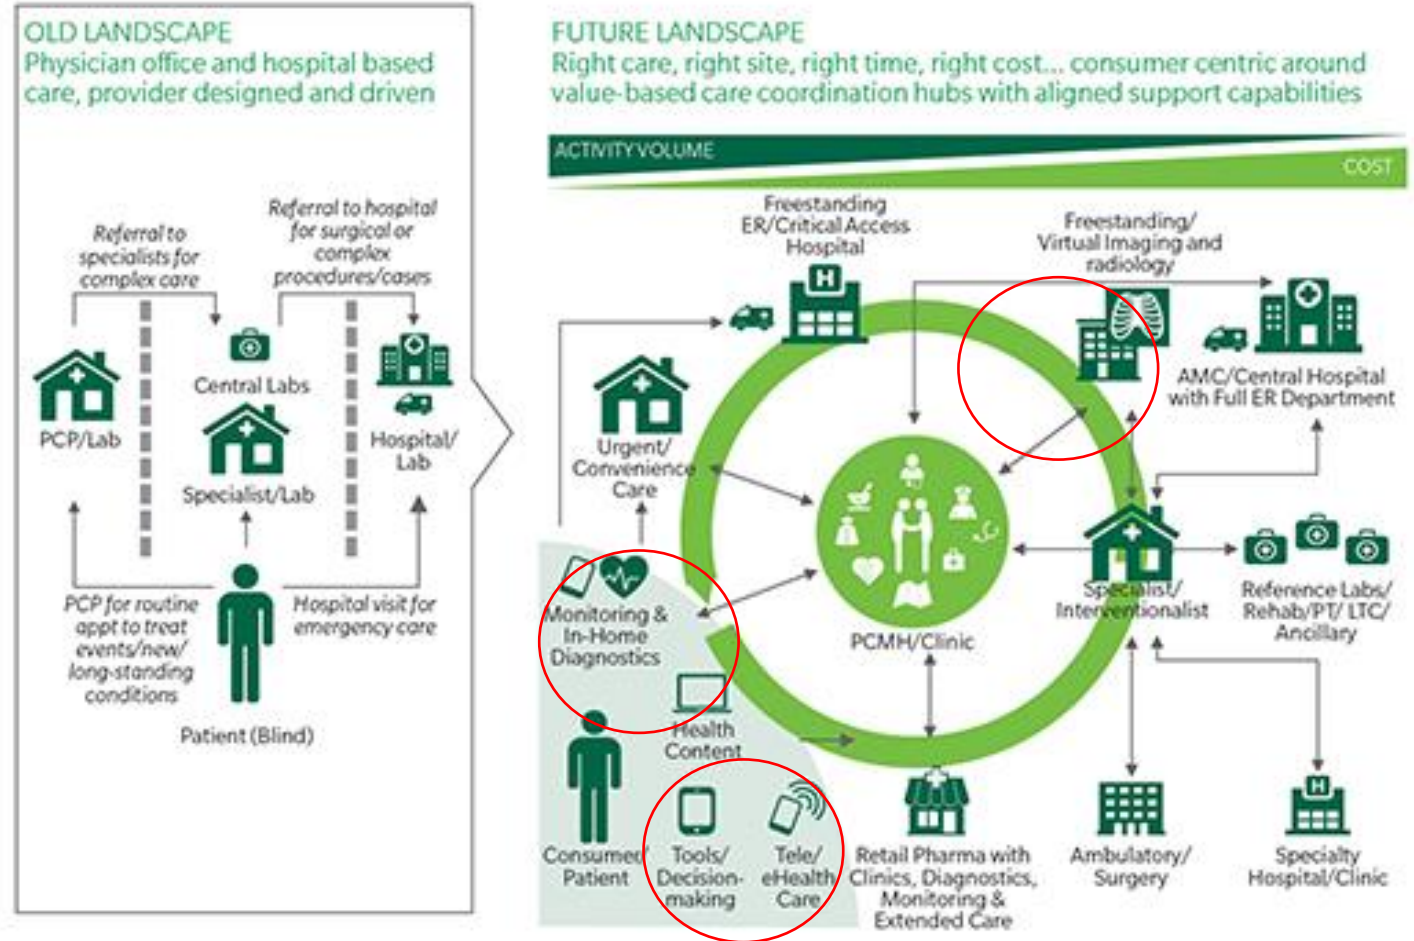 OLD LANDSCAPE
Physician office and hospital based
care, provider designed and driven
Referral to
specialists for
complex care
Referral to hospital
for surgical or
complex
procedures/cases
PCP/Lab
Central Labs
Specialist/Lab
Hospital/
Lab
PCP for routine
appt to treat
events/new/
long-standing
conditions
Hospital visit for
emergency care
Patient (Blind)
FUTURE LANDSCAPE
Right care, right site, right time, right cost... consumer centric around
value-based care coordination hubs with aligned support capabilities
ACTIVITY VOLUME
COST
Freestanding
ER/Critical Access
Hospital
H
Freestanding/
Virtual Imaging and
radiology
AMC/Central Hospital
with Full ER Department
Urgent/
Convenience
Care
Monitoring &
In-Home
Diagnostics
Health
Content
Consumer/
Patient
Tools/
Decision-
making
Tele/
eHealth
Care
PCMH/Clinic
Specialist/
Interventionalist
Reference Labs/
Rehab/PT/ LTC/
Ancillary
Retail Pharma with
Clinics, Diagnostics,
Monitoring &
Extended Care
Ambulatory/
Surgery
H
Specialty
Hospital/Clinic